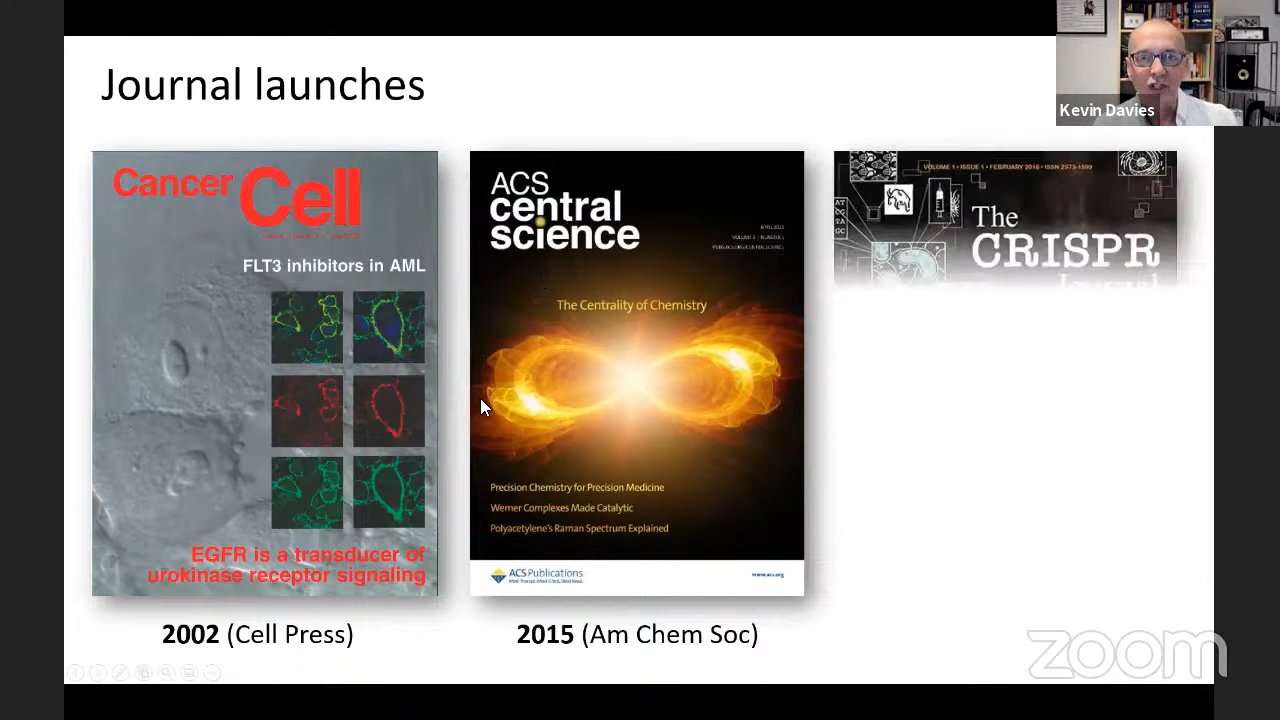 Journal launches
Kevin Davies
Cancer Cell
FLT3 inhibitors in AML
EGFR is a transducer of
urokinase receptor signaling
2002 (Cell Press)
ACS
central
science
APRIL 2015
The Centrality of Chemistry
Precision Chemistry for Precision Medicine
Werner Complexes Made Catalytic
Polyacetylene's Raman Spectrum Explained
ACS Publications
www.acs.org
2015 (Am Chem Soc)
VOLUME 1 • ISSUE 1 • FEBRUARY 2018 • ISSN 2573-1599
The
CRISPR
Journal
zoom